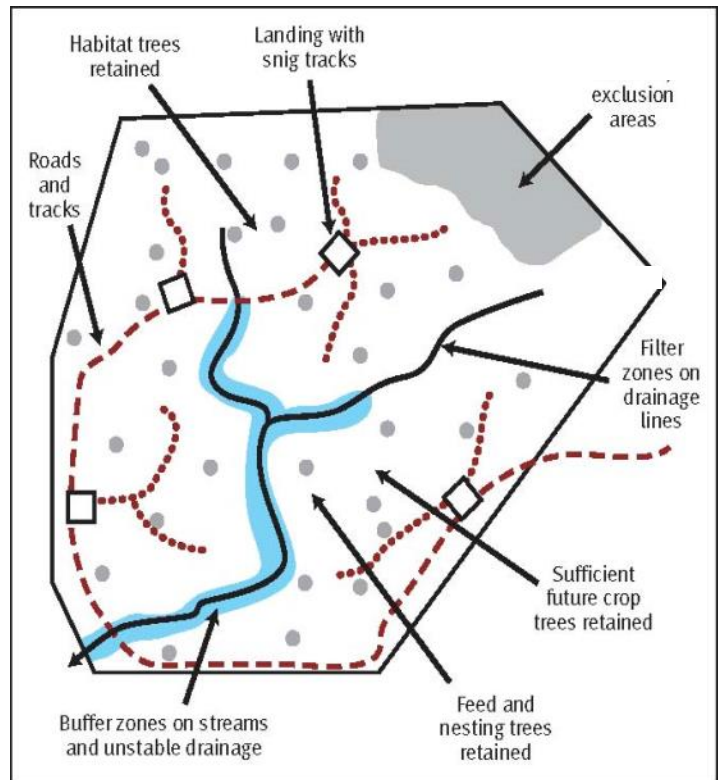 Habitat trees
retained
Landing with
snig tracks
exclusion
areas
Roads
and
tracks
Filter
zones on
drainage
lines
Sufficient
future crop
trees retained
Feed and
nesting trees
retained
Buffer zones on streams
and unstable drainage